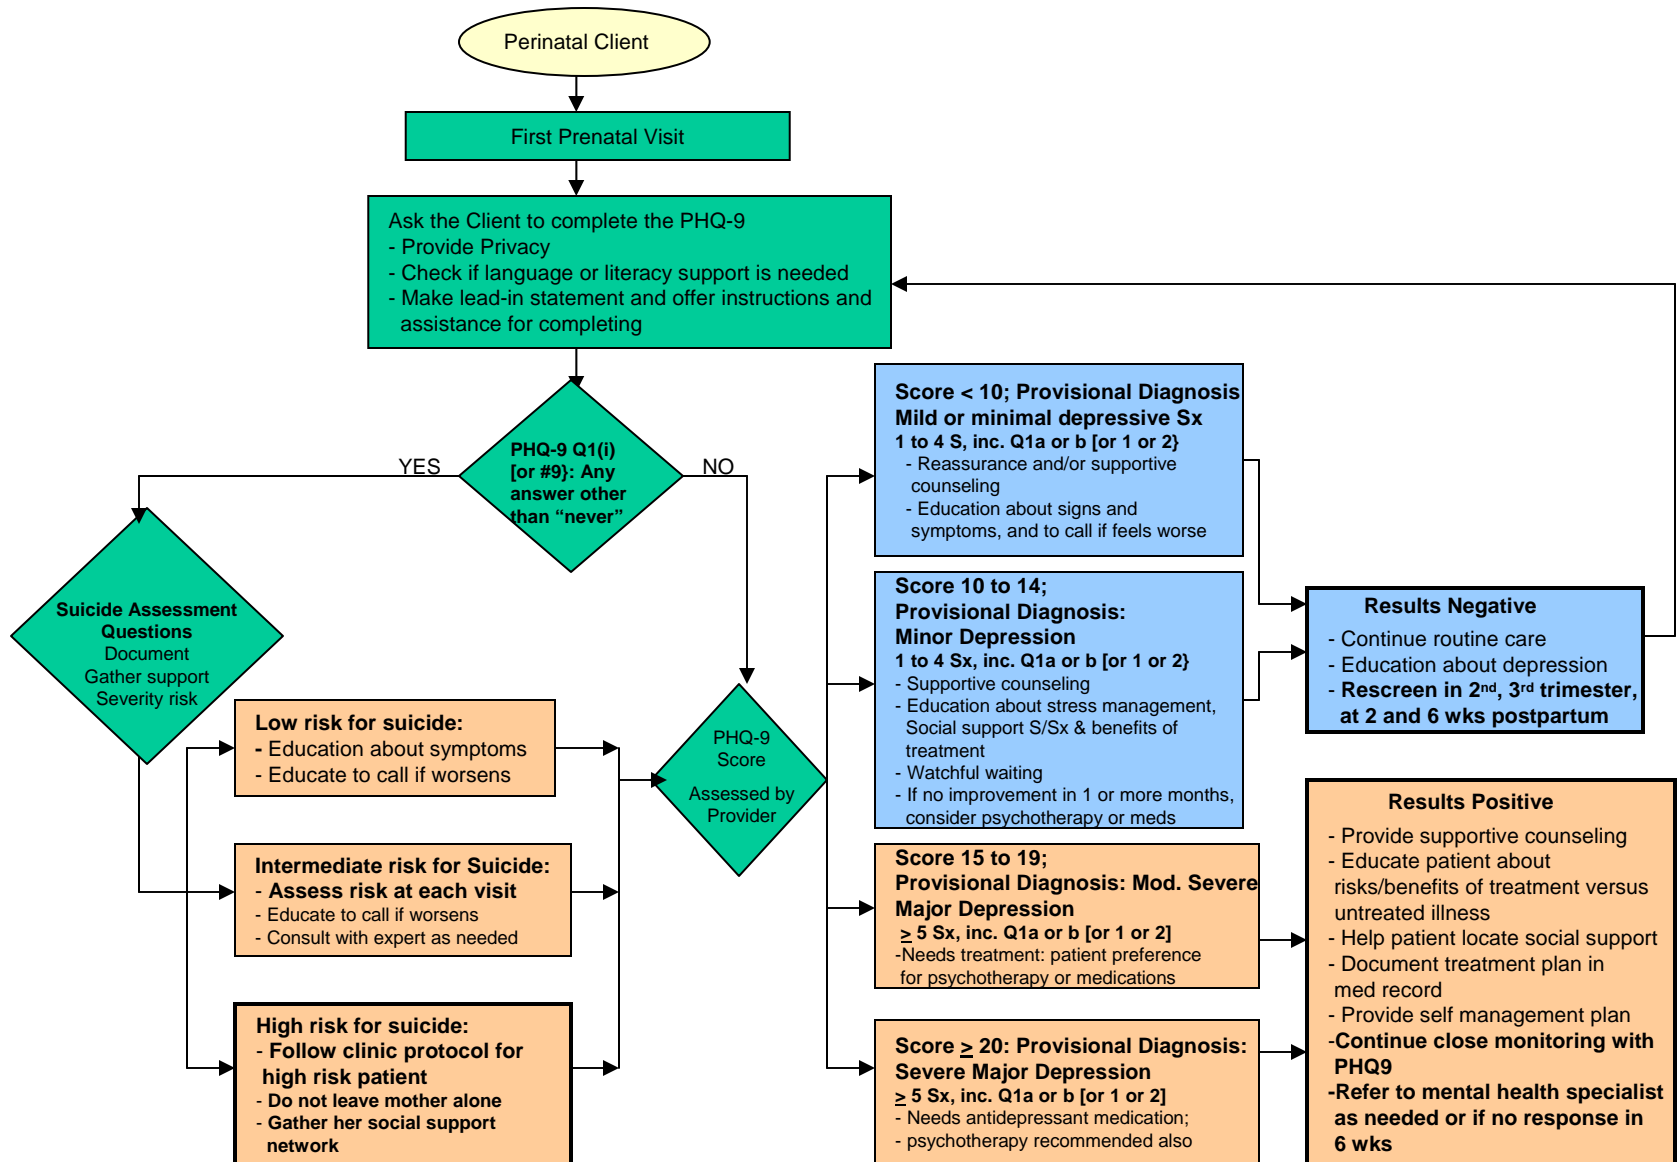 Perinatal Client
First Prenatal Visit
Ask the Client to complete the PHQ-9
- Provide Privacy
- Check if language or literacy support is needed
- Make lead-in statement and offer instructions and
assistance for completing
PHQ-9 Q1(i)
[or #9}: Any
answer other
than “never”
YES
NO
Suicide Assessment
Questions
Document
Gather support
Severity risk
Low risk for suicide:
- Education about symptoms
- Educate to call if worsens
Intermediate risk for Suicide:
- Assess risk at each visit
- Educate to call if worsens
- Consult with expert as needed
High risk for suicide:
- Follow clinic protocol for
high risk patient
- Do not leave mother alone
- Gather her social support
network
PHQ-9
Score
Assessed by
Provider
Score < 10; Provisional Diagnosis
Mild or minimal depressive Sx
1 to 4 S, inc. Q1a or b [or 1 or 2}
- Reassurance and/or supportive
counseling
- Education about signs and
symptoms, and to call if feels worse
Score 10 to 14;
Provisional Diagnosis:
Minor Depression
1 to 4 Sx, inc. Q1a or b [or 1 or 2}
- Supportive counseling
- Education about stress management,
Social support S/Sx & benefits of
treatment
- Watchful waiting
- If no improvement in 1 or more months,
consider psychotherapy or meds
Score 15 to 19;
Provisional Diagnosis: Mod. Severe
Major Depression
≥ 5 Sx, inc. Q1a or b [or 1 or 2]
-Needs treatment: patient preference
for psychotherapy or medications
Score ≥ 20: Provisional Diagnosis:
Severe Major Depression
≥ 5 Sx, inc. Q1a or b [or 1 or 2]
- Needs antidepressant medication;
- psychotherapy recommended also
Results Negative
- Continue routine care
- Education about depression
- Rescreen in 2nd, 3rd trimester,
at 2 and 6 wks postpartum
Results Positive
- Provide supportive counseling
- Educate patient about
risks/benefits of treatment versus
untreated illness
- Help patient locate social support
- Document treatment plan in
med record
- Provide self management plan
-Continue close monitoring with
PHQ9
-Refer to mental health specialist
as needed or if no response in
6 wks